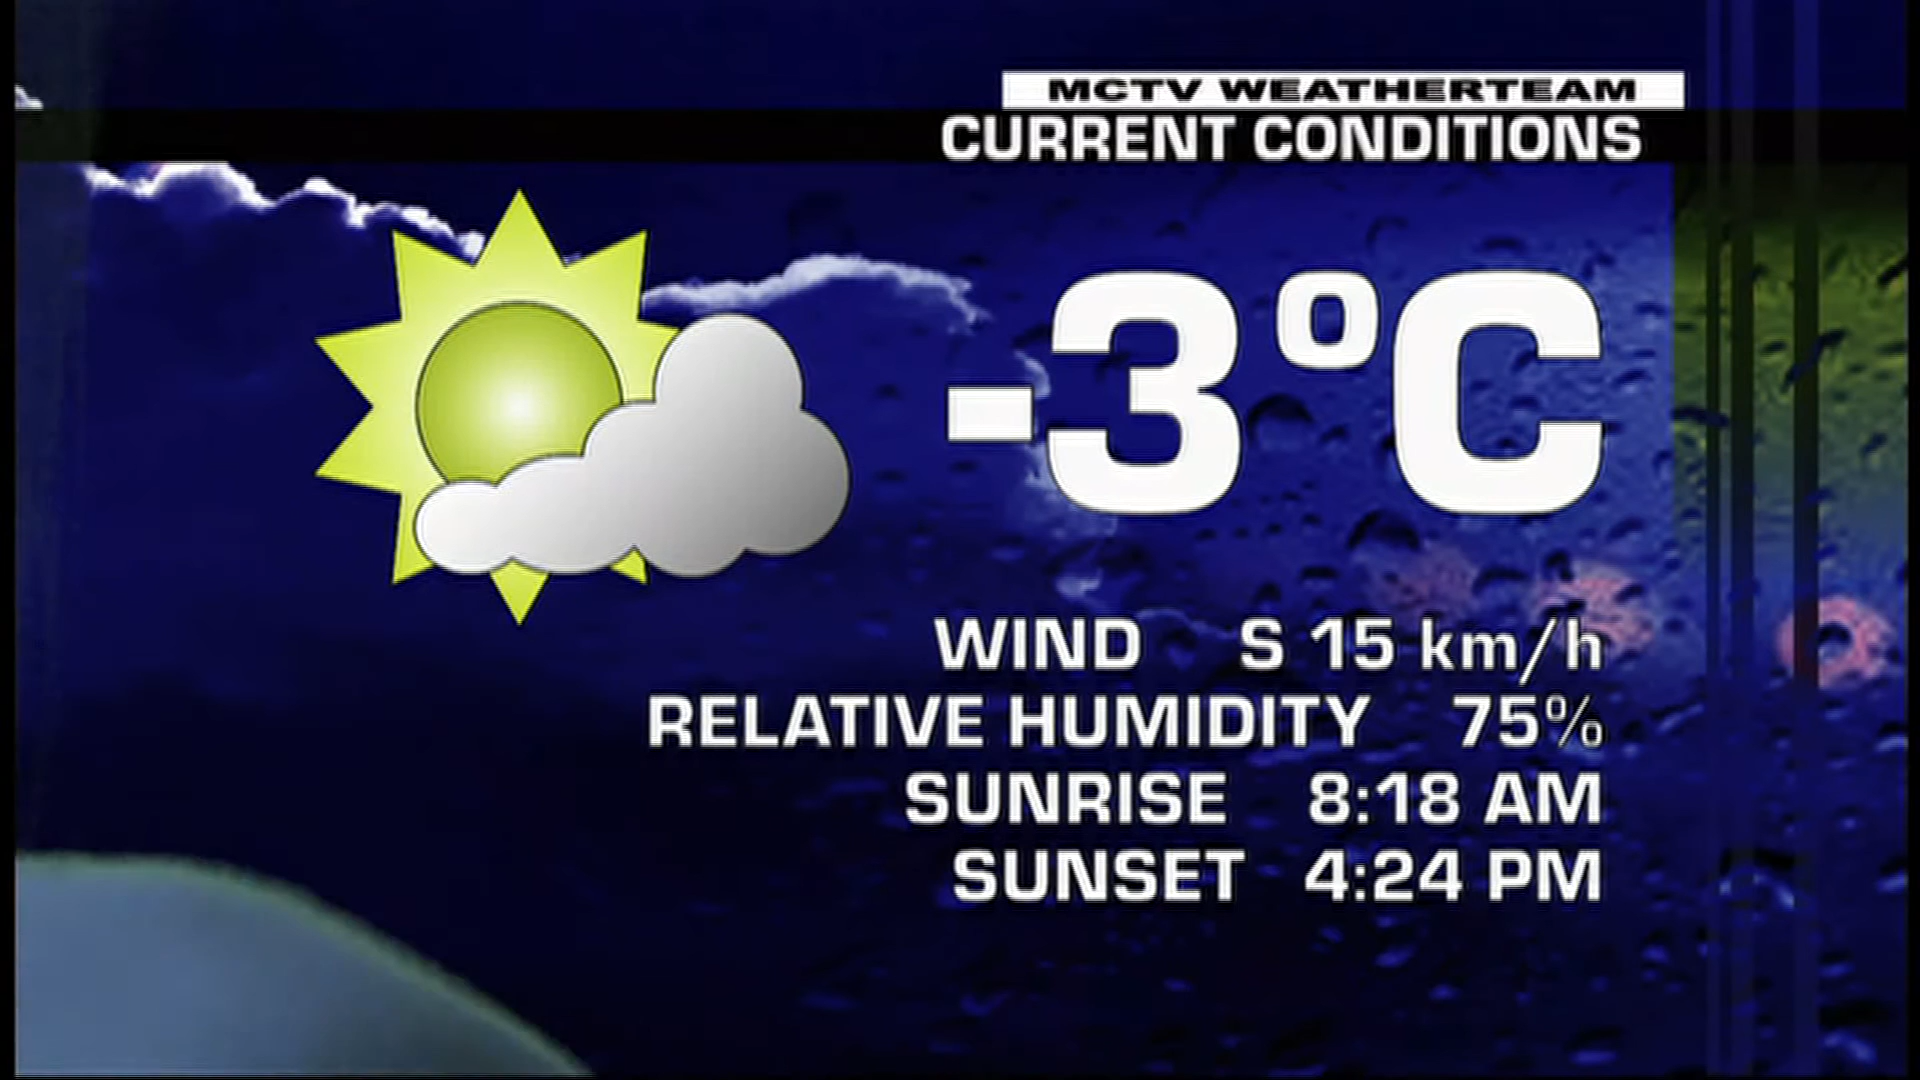 MCTV WEATHERTEAM
CURRENT CONDITIONS
-3°C
WIND S 15 km/h
RELATIVE HUMIDITY 75%
SUNRISE 8:18 AM
SUNSET 4:24 PM